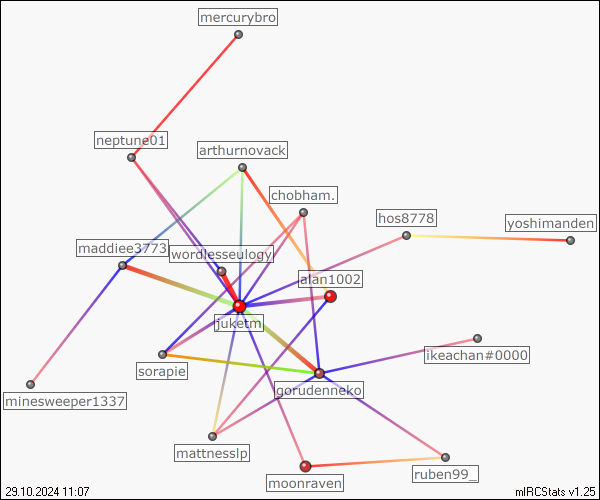 mercurybro
neptune01
arthurnovack
chobham.
hos8778
yoshimanden
maddiee3773
wordlesseulogy
alan1002
juketm
ikeachan#0000
sorapie
gorudenneko
minesweeper1337
mattnesslp
moonraven
ruben99_
29.10.2024 11:07
mIRCStats v1.25